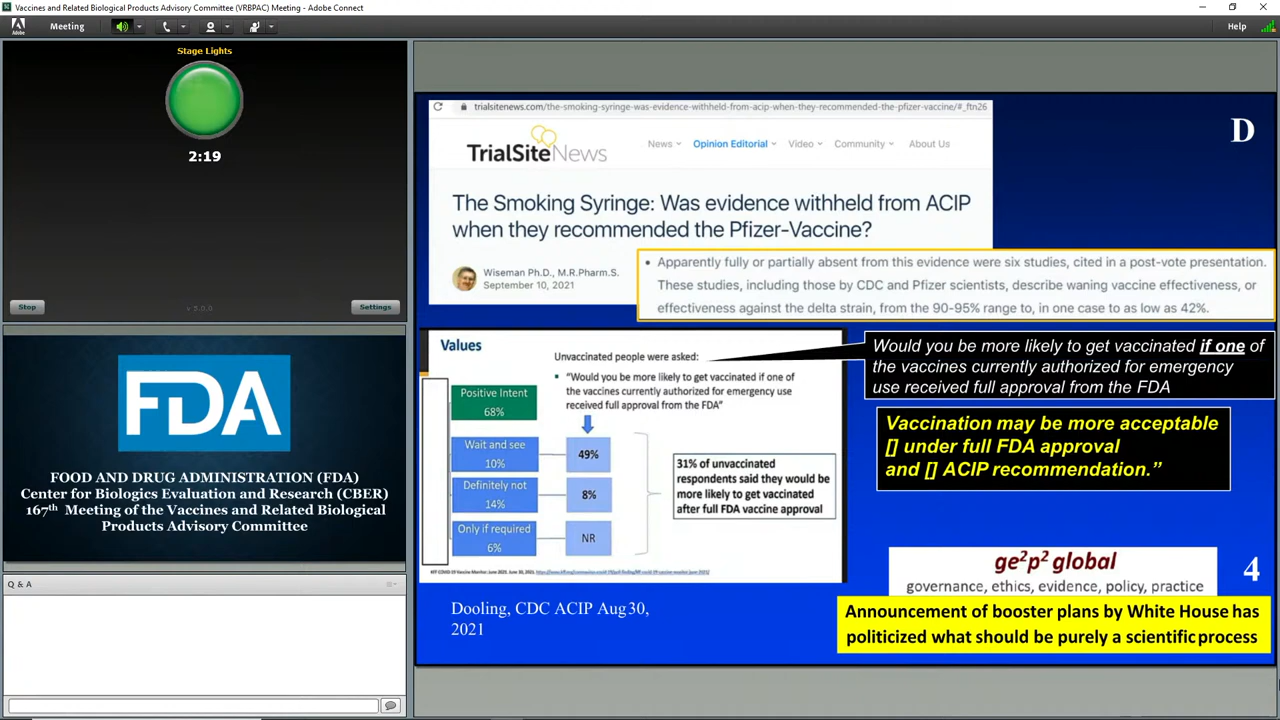 Vaccines and Related Biological Products Advisory Committee (VRBPAC) Meeting - Adobe Connect
Adobe
Meeting
Help
Stage Lights
2:19
Stop
v 5.0.0
Settings
FDA
FOOD AND DRUG ADMINISTRATION (FDA)
Center for Biologics Evaluation and Research (CBER)
167th Meeting of the Vaccines and Related Biological
Products Advisory Committee
Q & A
trialsitenews.com/the-smoking-syringe-was-evidence-withheld-from-acip-when-they-recommended-the-pfizer-vaccine/#_ftn26
D
TRIALSITENEWS
News
Opinion Editorial
Video
Community
About Us
The Smoking Syringe: Was evidence withheld from ACIP
when they recommended the Pfizer-Vaccine?
Wiseman Ph.D., M.R.Pharm.S.
September 10, 2021
• Apparently fully or partially absent from this evidence were six studies, cited in a post-vote presentation.
These studies, including those by CDC and Pfizer scientists, describe waning vaccine effectiveness, or
effectiveness against the delta strain, from the 90-95% range to, in one case to as low as 42%.
Values
Unvaccinated people were asked:
"Would you be more likely to get vaccinated if one of
the vaccines currently authorized for emergency use
received full approval from the FDA"
Positive Intent
68%
Wait and see
10%
49%
Definitely not
14%
8%
Only if required
6%
NR
31% of unvaccinated
respondents said they would be
more likely to get vaccinated
after full FDA vaccine approval
Would you be more likely to get vaccinated if one of
the vaccines currently authorized for emergency
use received full approval from the FDA
Vaccination may be more acceptable
[] under full FDA approval
and [] ACIP recommendation.”
Dooling, CDC ACIP Aug 30,
2021
ge²p² global
governance, ethics, evidence, policy, practice
4
Announcement of booster plans by White House has
politicized what should be purely a scientific process